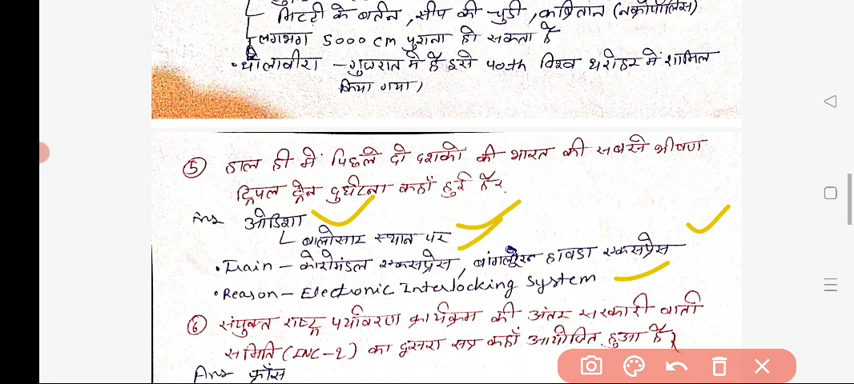 मिट्टी के बर्तन, सीप की चुडी, कब्रिस्तान (नक्रोपोलिस)
लगभग 5000 cm पुराना हो सकता है
• धोलावीरा - गुजरात में है इसे 40th विश्व धरोहर में शामिल
किया गया।
⑤ हाल ही में पिछले दो दशको की भारत की सबसे भीषण
ट्रिपल ट्रेन दुर्घटना कहाँ हुई है?
Ans ओडिशा
└ बालोसार स्थान पर
• Train - कोरोमंडल एक्सप्रेस, हावडा एक्सप्रेस
• Reason - Electronic Interlocking System
⑥ संयुक्त राष्ट्र पर्यावरण कार्यक्रम की अंतर सरकारी वार्ता
समिति (INC-2) का दूसरा सत्र कहाँ आयोजित हुआ है?
Ans फ्रांस